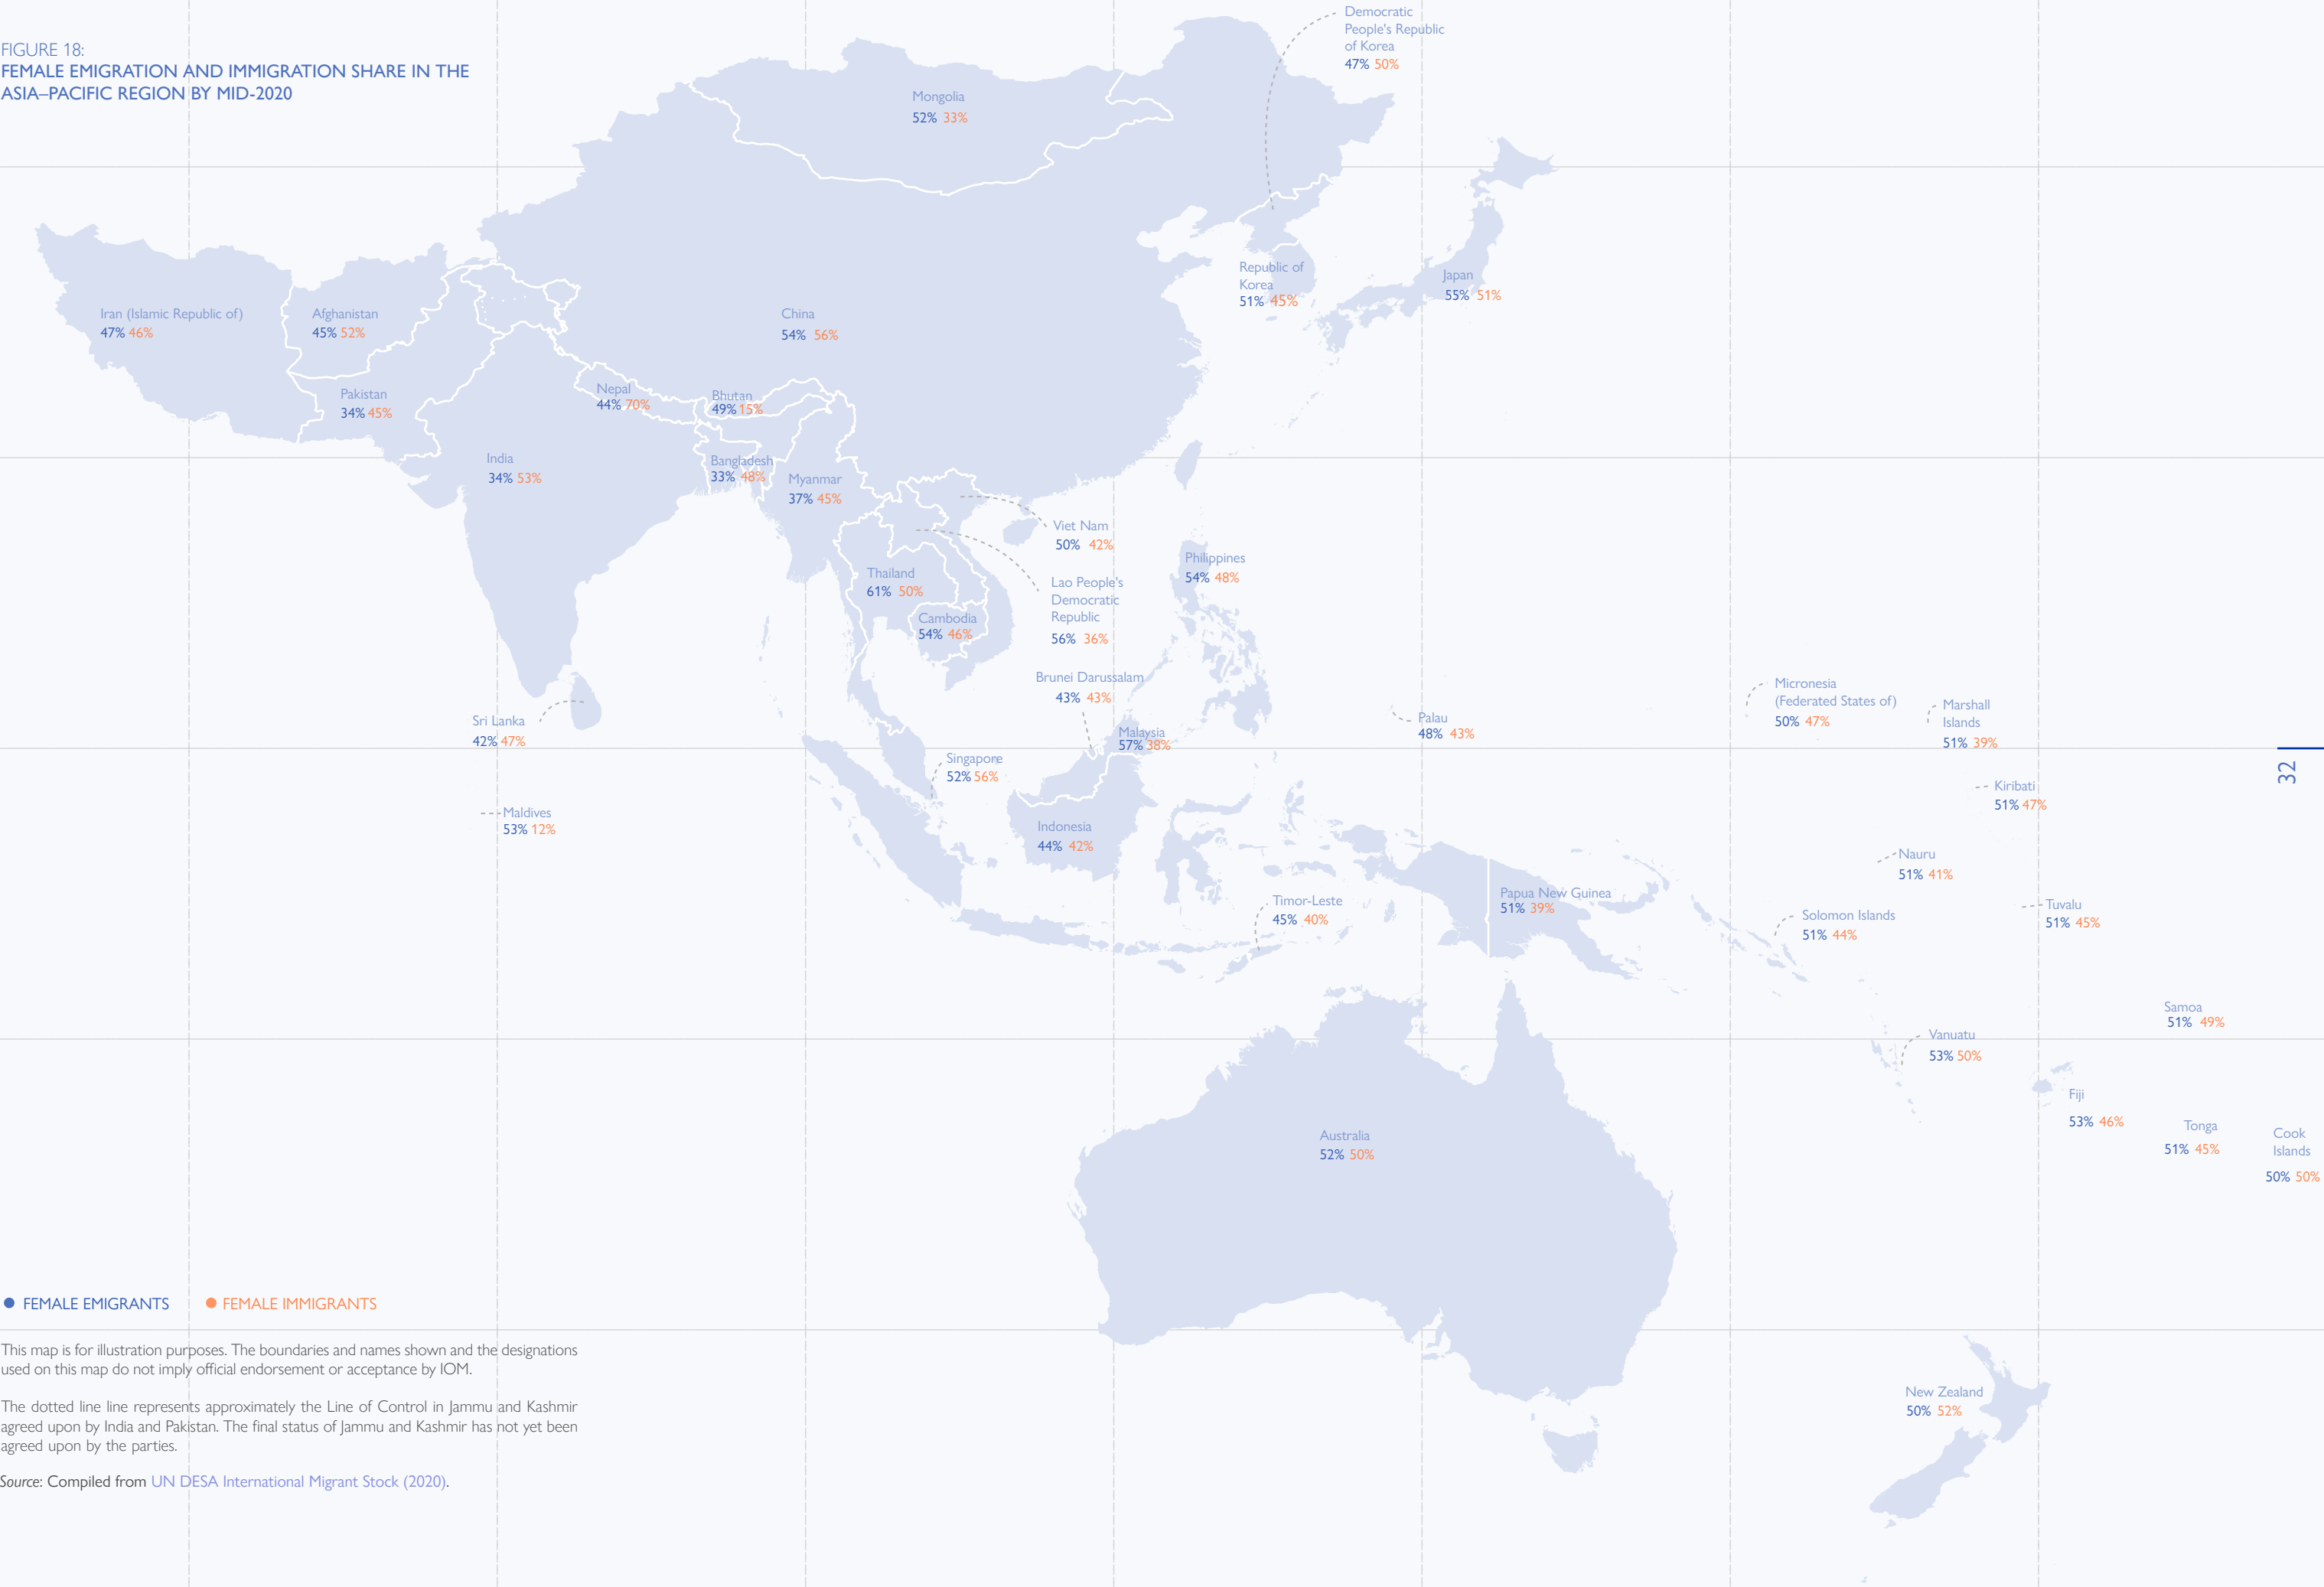 FIGURE 18:
FEMALE EMIGRATION AND IMMIGRATION SHARE IN THE
ASIA–PACIFIC REGION BY MID-2020
Democratic
People's Republic
of Korea
47% 50%
Mongolia
52% 33%
Republic of
Korea
51% 45%
Japan
55% 51%
Iran (Islamic Republic of)
47% 46%
Afghanistan
45% 52%
China
54% 56%
Pakistan
34% 45%
Nepal
44% 70%
Bhutan
49% 15%
India
34% 53%
Bangladesh
33% 48%
Myanmar
37% 45%
Viet Nam
50% 42%
Philippines
54% 48%
Thailand
61% 50%
Lao People's
Democratic
Republic
56% 36%
Cambodia
54% 46%
Brunei Darussalam
43% 43%
Sri Lanka
42% 47%
Malaysia
57% 38%
Palau
48% 43%
Micronesia
(Federated States of)
50% 47%
Marshall
Islands
51% 39%
Singapore
52% 56%
32
Kiribati
51% 47%
Maldives
53% 12%
Indonesia
44% 42%
Nauru
51% 41%
Timor-Leste
45% 40%
Papua New Guinea
51% 39%
Solomon Islands
51% 44%
Tuvalu
51% 45%
Samoa
51% 49%
Vanuatu
53% 50%
Fiji
53% 46%
Tonga
51% 45%
Cook
Islands
50% 50%
Australia
52% 50%
New Zealand
50% 52%
FEMALE EMIGRANTS
FEMALE IMMIGRANTS
This map is for illustration purposes. The boundaries and names shown and the designations
used on this map do not imply official endorsement or acceptance by IOM.
The dotted line line represents approximately the Line of Control in Jammu and Kashmir
agreed upon by India and Pakistan. The final status of Jammu and Kashmir has not yet been
agreed upon by the parties.
Source: Compiled from UN DESA International Migrant Stock (2020).